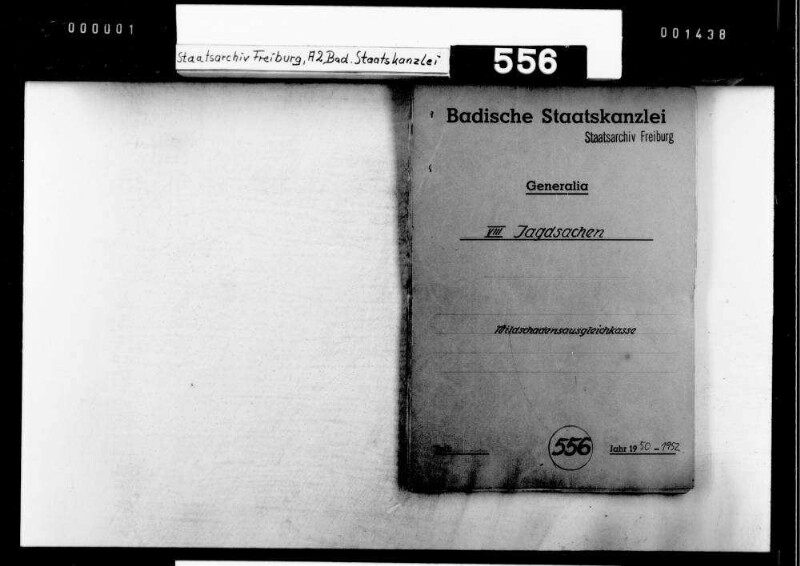 000001
001438
Staatsarchiv Freiburg, A2, Bad. Staatskanzlei
556
Badische Staatskanzlei
Staatsarchiv Freiburg
Generalia
VIII Jagdsachen
Wildschadensausgleichkasse
556
Jahr 1950-1952